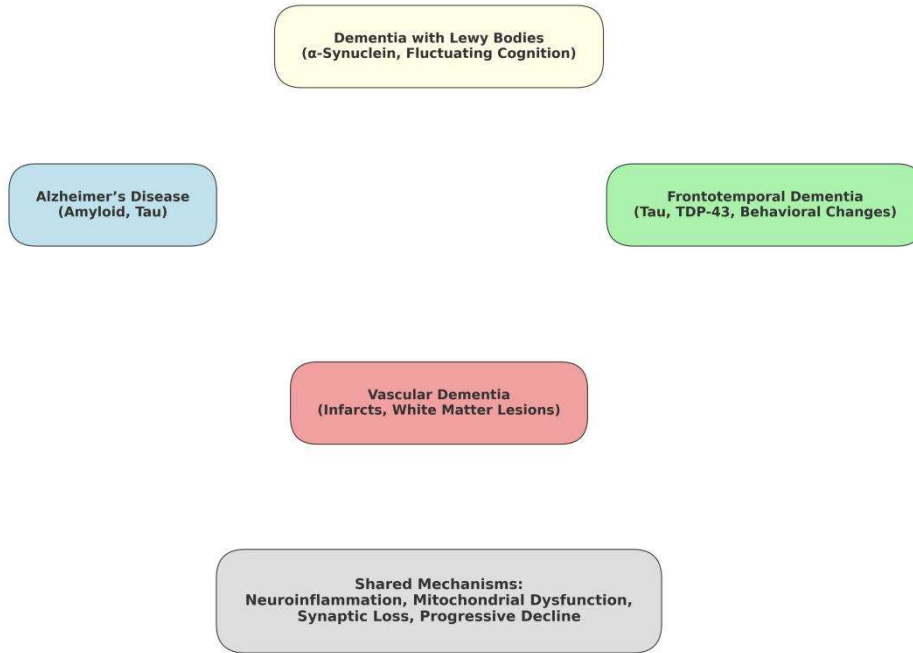 Dementia with Lewy Bodies
(α-Synuclein, Fluctuating Cognition)
Alzheimer’s Disease
(Amyloid, Tau)
Frontotemporal Dementia
(Tau, TDP-43, Behavioral Changes)
Vascular Dementia
(Infarcts, White Matter Lesions)
Shared Mechanisms:
Neuroinflammation, Mitochondrial Dysfunction,
Synaptic Loss, Progressive Decline